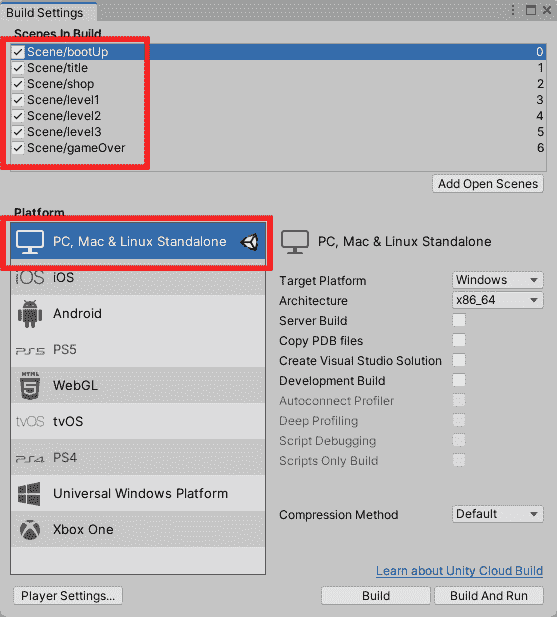 Build Settings
Scenes In Build
Scene/bootUp 0
Scene/title 1
Scene/shop 2
Scene/level1 3
Scene/level2 4
Scene/level3 5
Scene/gameOver 6
Add Open Scenes
Platform
PC, Mac & Linux Standalone
iOS iOS
Android
PS5 PS5
HTML
5 WebGL
tvOS tvOS
PS4 PS4
Universal Windows Platform
Xbox One
PC, Mac & Linux Standalone
Target Platform Windows
Architecture x86_64
Server Build
Copy PDB files
Create Visual Studio Solution
Development Build
Autoconnect Profiler
Deep Profiling
Script Debugging
Scripts Only Build
Compression Method Default
Learn about Unity Cloud Build
Player Settings...
Build
Build And Run